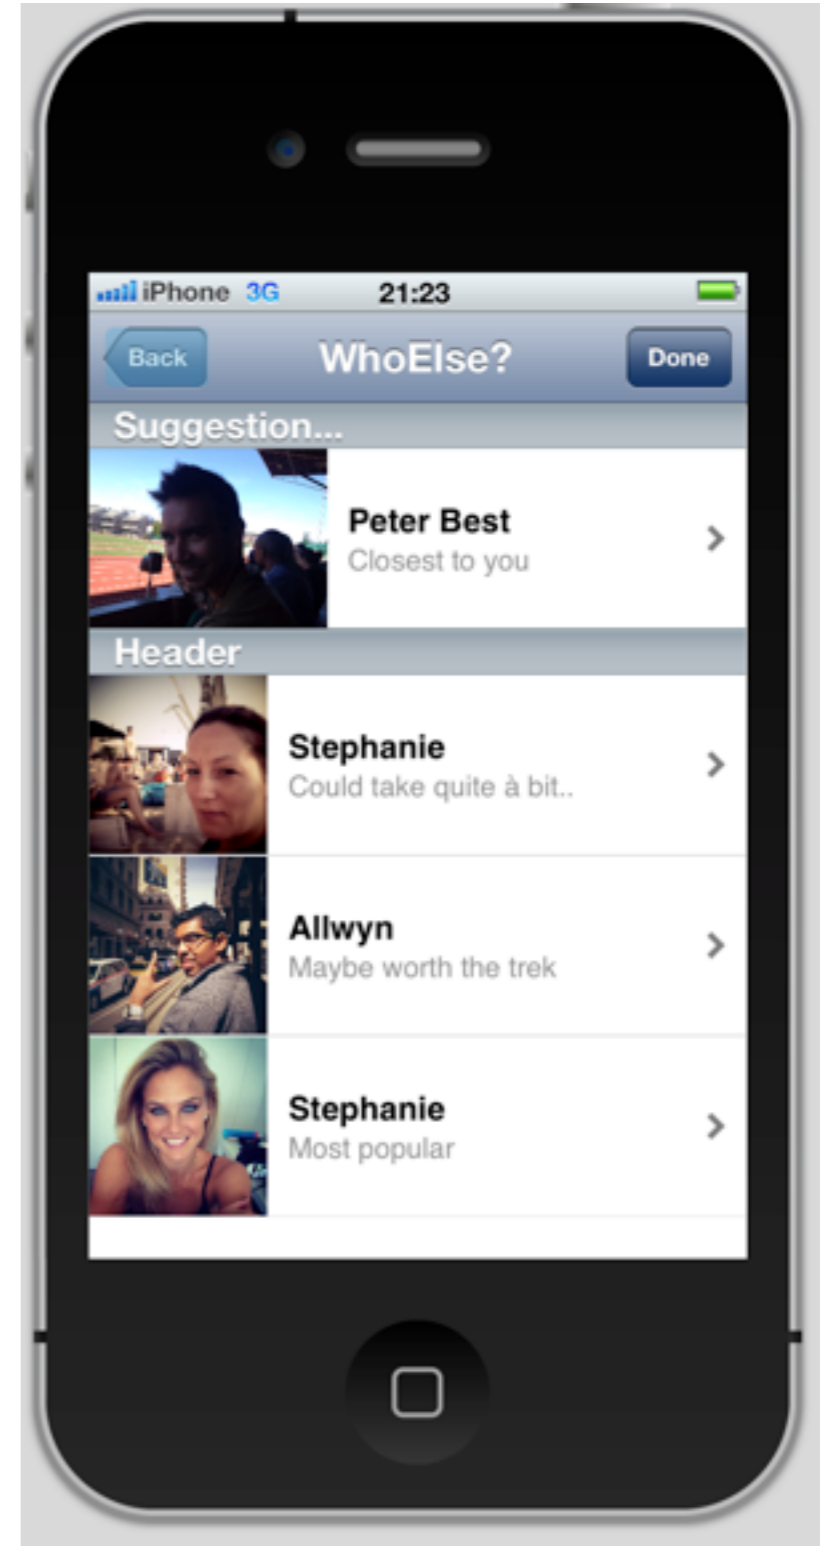 iPhone 3G 21:23
Back WhoElse? Done
Suggestion...
Peter Best
Closest to you
Header
Stephanie
Could take quite à bit..
Allwyn
Maybe worth the trek
Stephanie
Most popular